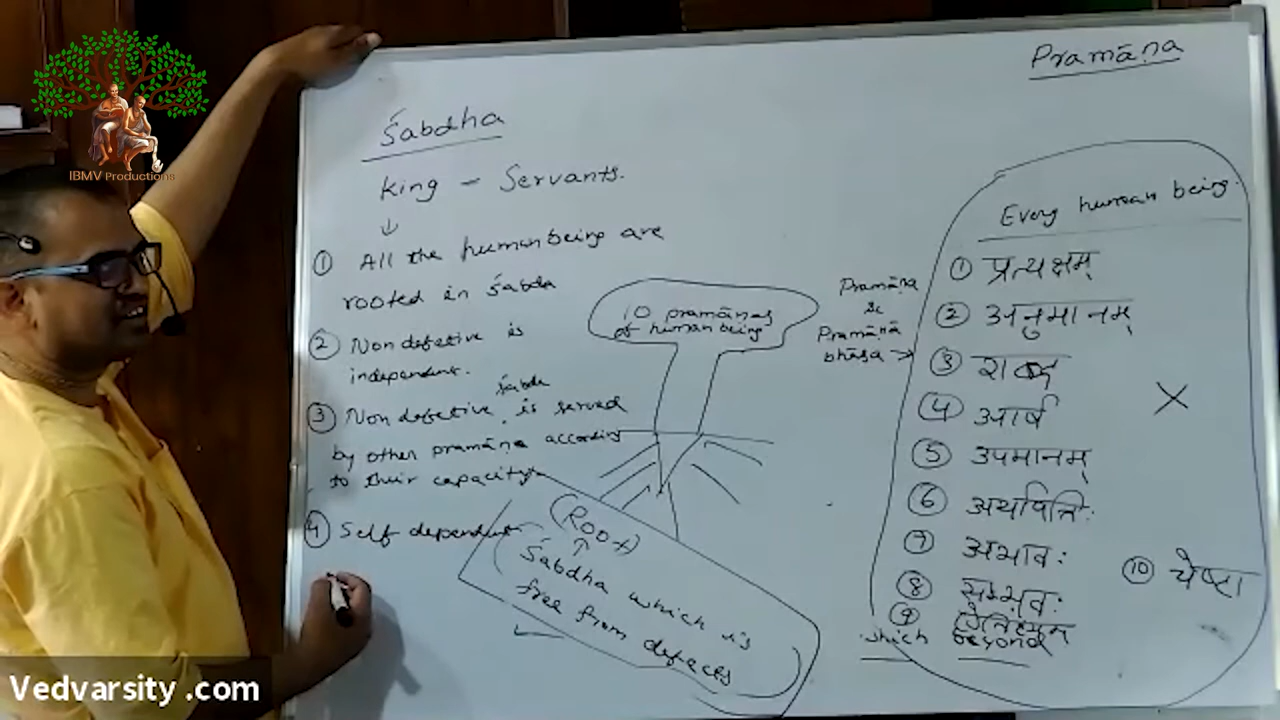 IBMV Productions
Pramāṇa
Śabdha
King - Servants.
↓
① All the human being are
rooted in Śabda
② Non defetive is
independent.
śabda
③ Non defetive is served
by other pramāṇa according
to their capacity
④ Self dependent
10 pramāṇas
of human being
(Root)
↑
Śabdha which is
free from defects
Pramāṇa
&
Pramāṇā
bhāsa →
Every human being.
① प्रत्यक्षम्
② अनुमानम्
③ शब्द
④ आर्ष
⑤ उपमानम्
⑥ अर्थापत्तिः
⑦ अभावः
⑧ सम्भवः
⑨ ऐतिह्यम्
⑩ चेष्टा
which beyond
Vedvarsity .com